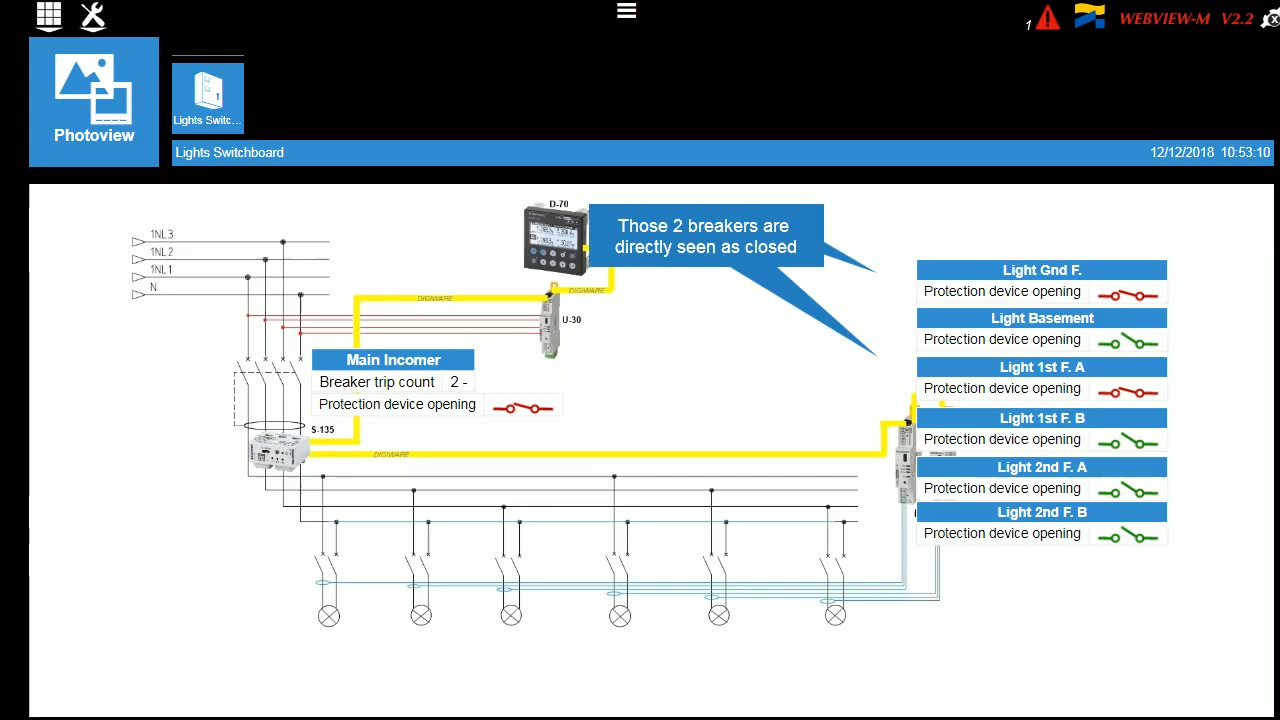 1
WEBVIEW-M V2.2
Photoview
Lights Switc...
Lights Switchboard
12/12/2018 10:53:10
D-70
Those 2 breakers are
directly seen as closed
1NL3
1NL2
1NL1
N
DIGIWARE
DIGIWARE
U-30
Main Incomer
Breaker trip count 2 -
Protection device opening
S-135
DIGIWARE
Light Gnd F.
Protection device opening
Light Basement
Protection device opening
Light 1st F. A
Protection device opening
Light 1st F. B
Protection device opening
Light 2nd F. A
Protection device opening
Light 2nd F. B
Protection device opening